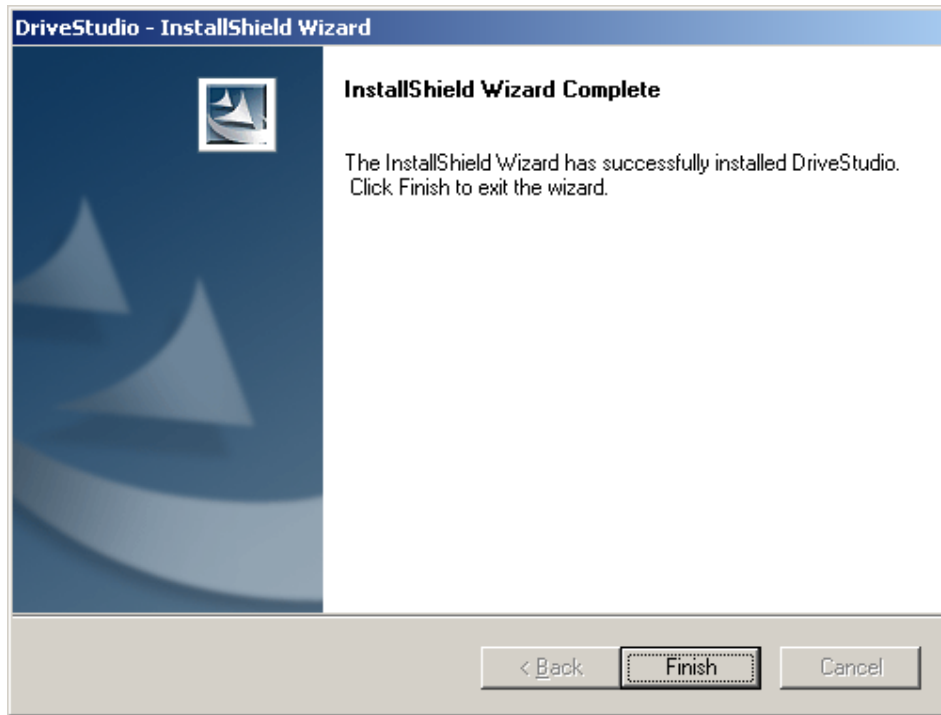 DriveStudio - InstallShield Wizard
InstallShield Wizard Complete
The InstallShield Wizard has successfully installed DriveStudio.
Click Finish to exit the wizard.
< Back
Finish
Cancel